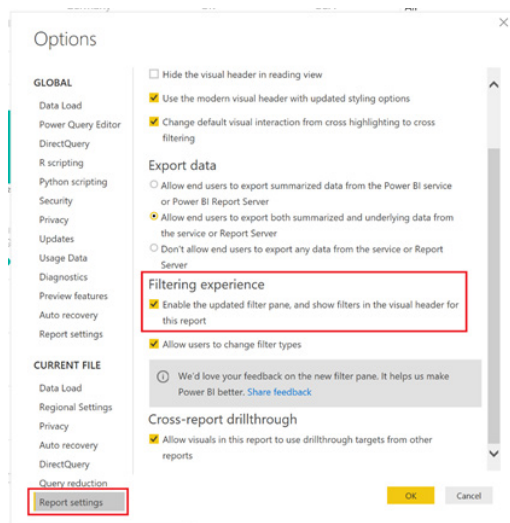 Options
GLOBAL
Data Load
Power Query Editor
DirectQuery
R scripting
Python scripting
Security
Privacy
Updates
Usage Data
Diagnostics
Preview features
Auto recovery
Report settings
CURRENT FILE
Data Load
Regional Settings
Privacy
Auto recovery
DirectQuery
Query reduction
Report settings
Hide the visual header in reading view
Use the modern visual header with updated styling options
Change default visual interaction from cross highlighting to cross
filtering
Export data
Allow end users to export summarized data from the Power BI service
or Power BI Report Server
Allow end users to export both summarized and underlying data from
the service or Report Server
Don't allow end users to export any data from the service or Report
Server
Filtering experience
Enable the updated filter pane, and show filters in the visual header for
this report
Allow users to change filter types
We'd love your feedback on the new filter pane. It helps us make
Power BI better. Share feedback
Cross-report drillthrough
Allow visuals in this report to use drillthrough targets from other
reports
OK
Cancel